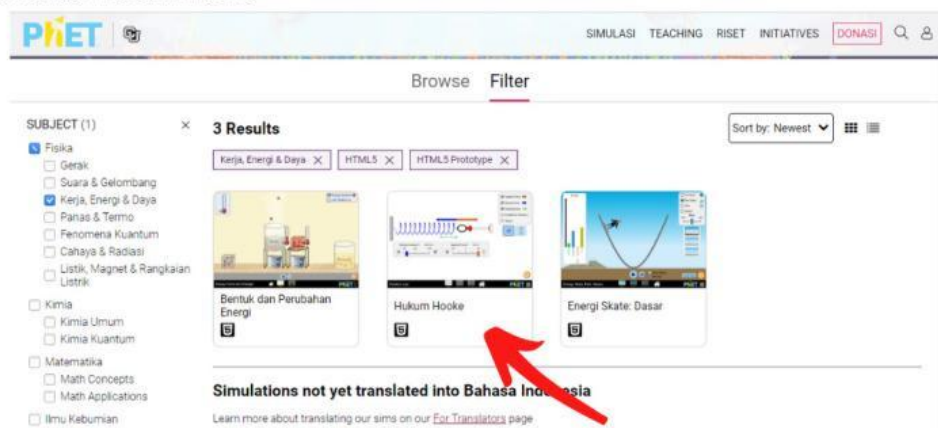 PhET
SIMULASI TEACHING RISET INITIATIVES DONASI
Browse Filter
SUBJECT (1) ×
Fisika
Gerak
Suara & Gelombang
Kerja, Energi & Daya
Panas & Termo
Fenomena Kuantum
Cahaya & Radiasi
Listik, Magnet & Rangkaian
Listrik
Kimia
Kimia Umum
Kimia Kuantum
Matematika
Math Concepts
Math Applications
Ilmu Kebumian
3 Results
Sort by: Newest
Kerja, Energi & Daya × HTML5 × HTML5 Prototype ×
Bentuk dan Perubahan
Energi
Hukum Hooke
Energi Skate: Dasar
Simulations not yet translated into Bahasa
Learn more about translating our sims on our For Translators page